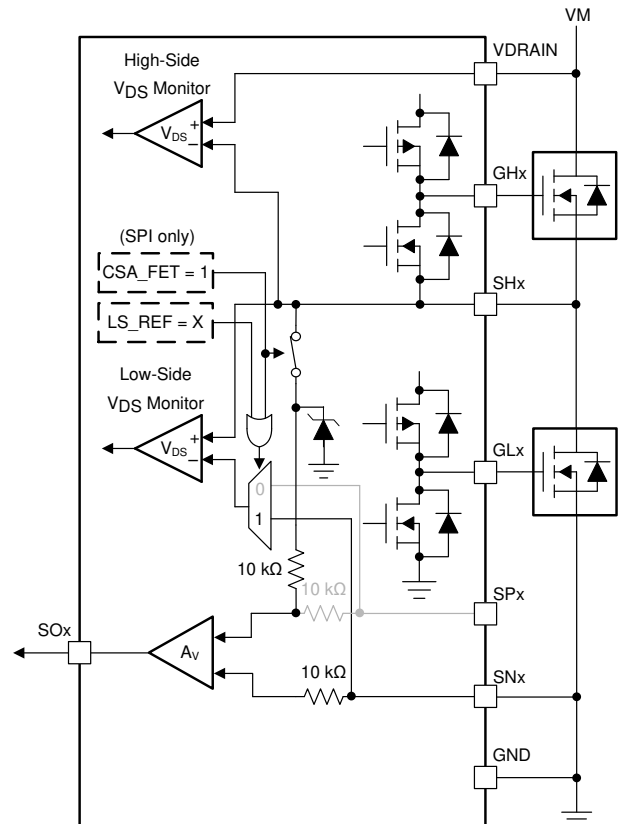 VM
VDRAIN
High-Side
VDS Monitor
VDS
+
−
GHx
(SPI only)
CSA_FET = 1
SHx
LS_REF = X
Low-Side
VDS Monitor
VDS
+
−
GLx
0
1
10 kΩ
10 kΩ
SPx
SOx
AV
10 kΩ
SNx
GND